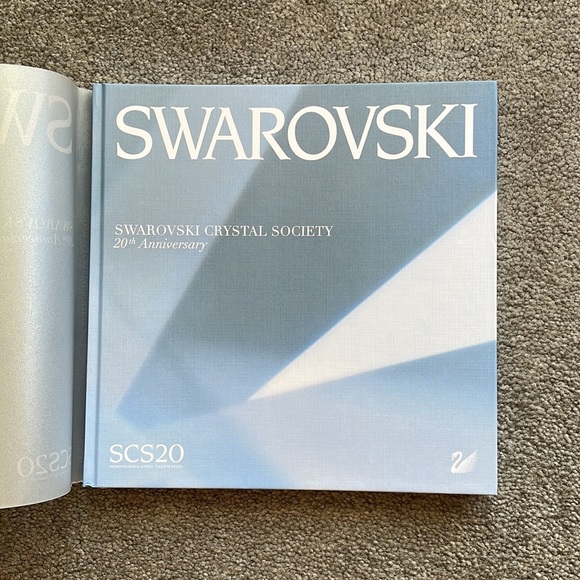 SWAROVSKI
SWAROVSKI CRYSTAL SOCIETY
20th Anniversary
SCS20